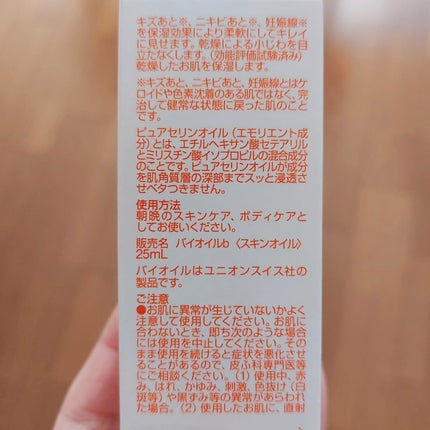 キズあと※、ニキビあと※、妊娠線※
を保湿効果により柔軟にしてキレイ
に見せます。乾燥による小じわを目
立たなくします。(効能評価試験済み)
乾燥したお肌を保湿します。
※キズあと、ニキビあと、妊娠線とはケ
ロイドや色素沈着のある肌ではなく、完
治して健常な状態に戻った肌のこと
です。
ピュアセリンオイル(エモリエント成
分)とは、エチルヘキサン酸セテアリル
とミリスチン酸イソプロピルの混合成分
のことです。ピュアセリンオイルが成分
を肌角質層の深部までスッと浸透さ
せベタつきません。
使用方法
朝晩のスキンケア、ボディケアと
してお使いください。
販売名 バイオイルb〈スキンオイル〉
25mL
バイオイルはユニオンスイス社の
製品です。
ご注意
●お肌に異常が生じていないかよく
注意して使用してください。お肌に
合わないとき、即ち次のような場合
には使用を中止してください。その
まま使用を続けると症状を悪化させ
ることがあるので、皮ふ科専門医等
にご相談ください。(1)使用中、赤
み、はれ、かゆみ、刺激、色抜け(白
斑等)や黒ずみ等の異常があらわれ
た場合。(2)使用したお肌に、直射